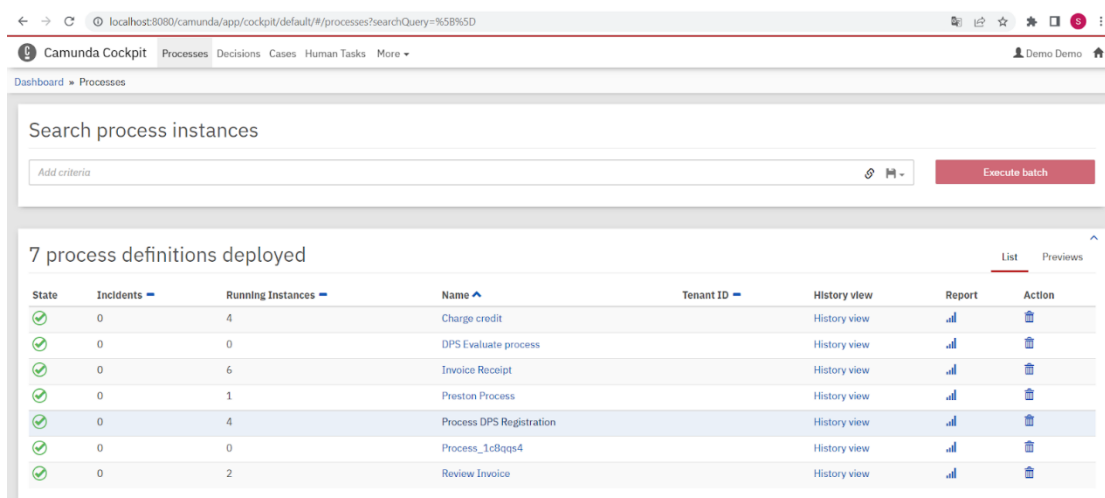 localhost:8080/camunda/app/cockpit/default/#/processes?searchQuery=%5B%5D
S
Camunda Cockpit Processes Decisions Cases Human Tasks More
Demo Demo
Dashboard » Processes
Search process instances
Add criteria
Execute batch
7 process definitions deployed
List Previews
State Incidents Running Instances Name Tenant ID History view Report Action
0 4 Charge credit History view
0 0 DPS Evaluate process History view
0 6 Invoice Receipt History view
0 1 Preston Process History view
0 4 Process DPS Registration History view
0 0 Process_1c8qqs4 History view
0 2 Review Invoice History view